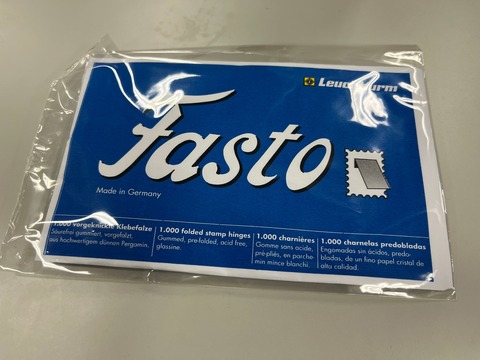 Leuchtturm
Fasto
Made in Germany
1.000 vorgeknickte Klebefalze
Säurefrei gummiert, vorgefalzt,
aus hochwertigem dünnen Pergamin.
1.000 folded stamp hinges
Gummed, pre-folded, acid free,
glassine.
1.000 charnières
Gomme sans acide,
pré-pliés, en parche-
min mince blanchi.
1.000 charnelas predobladas
Engomadas sin ácidos, predo-
bladas, de un fino papel cristal de
alta calidad.